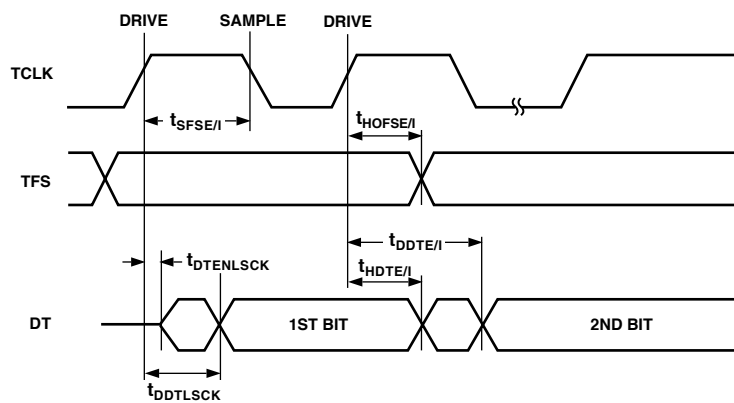 DRIVE SAMPLE DRIVE
TCLK
tSFSE/I
tHOFSE/I
TFS
tDDTE/I
tDTENLSCK
tHDTE/I
DT
1ST BIT
2ND BIT
tDDTLSCK